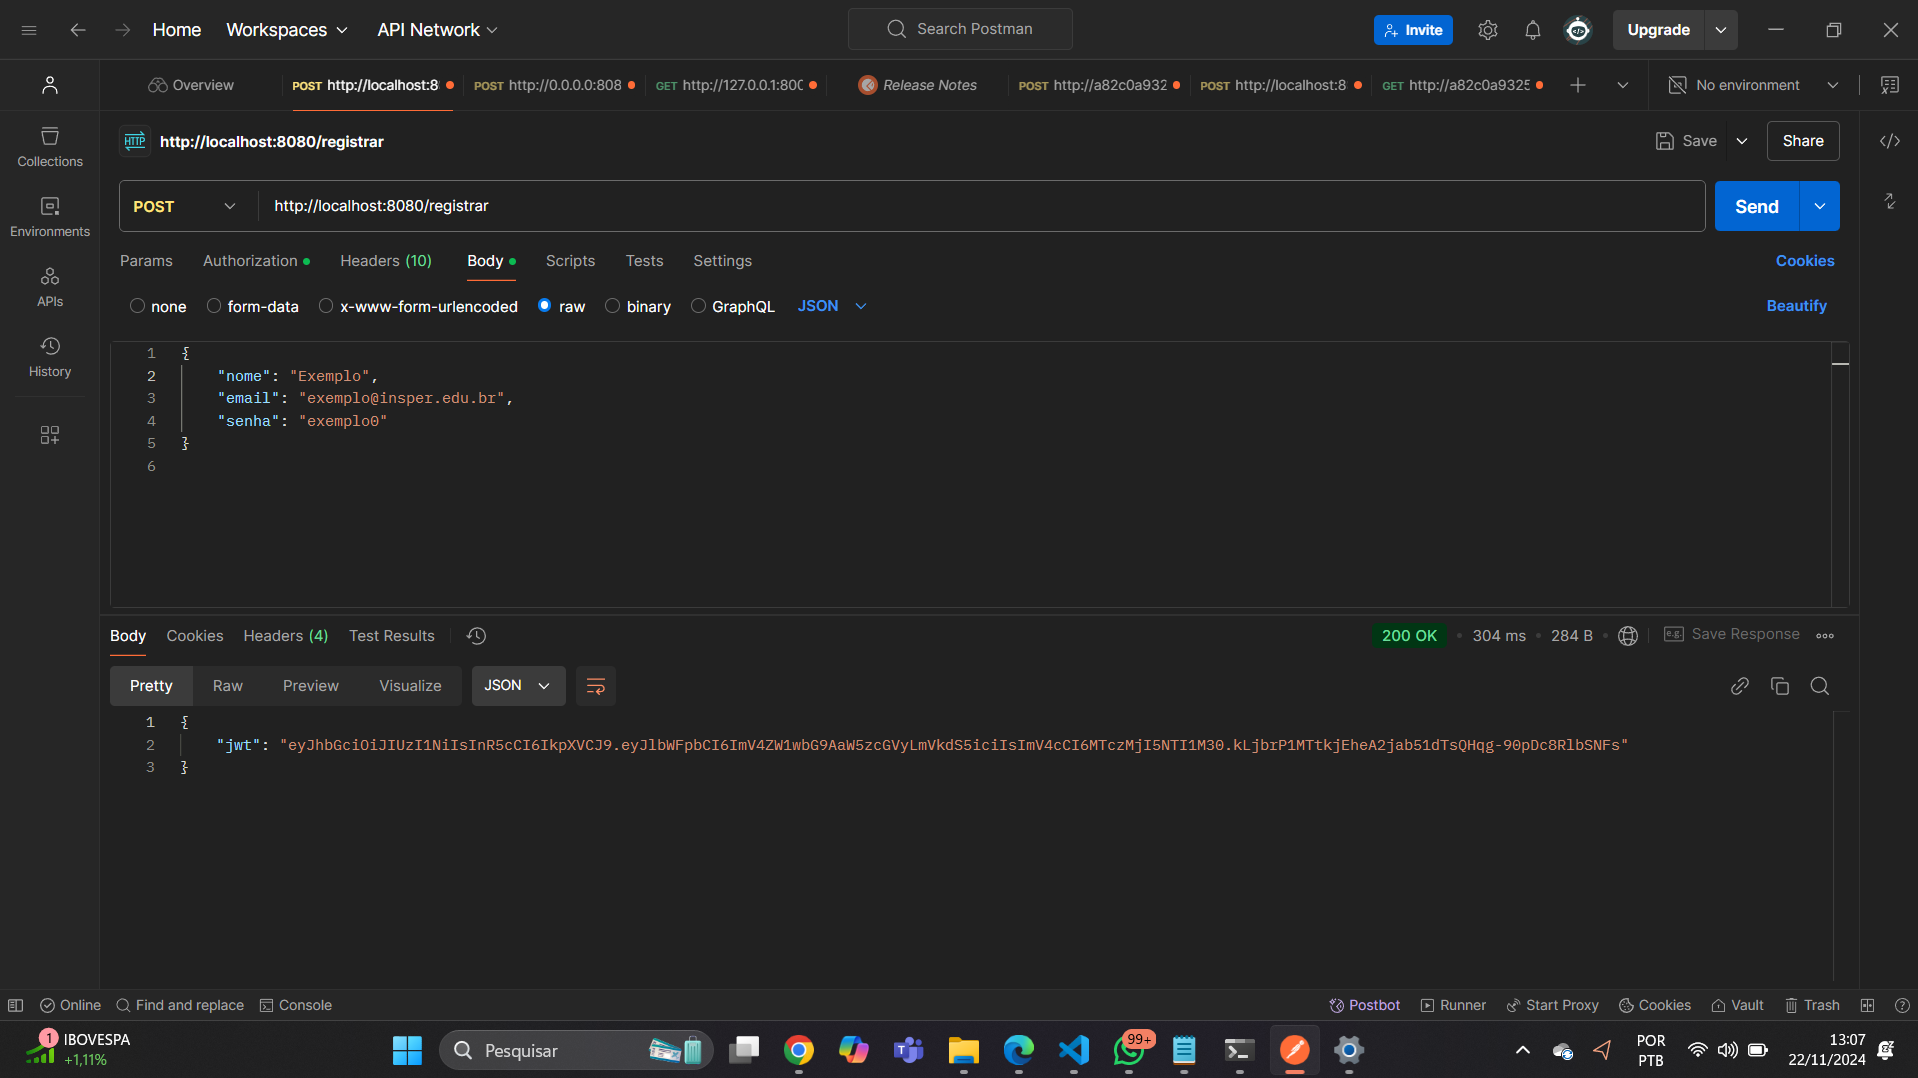 Home Workspaces API Network Search Postman Invite Upgrade
Overview POST http://localhost:8 POST http://0.0.0.0:808 GET http://127.0.0.1:800 Release Notes POST http://a82c0a932 POST http://localhost:8 GET http://a82c0a9325 No environment
HTTP http://localhost:8080/registrar Save Share
Collections
Environments
APIs
History
POST http://localhost:8080/registrar Send
Params Authorization Headers (10) Body Scripts Tests Settings Cookies
none form-data x-www-form-urlencoded raw binary GraphQL JSON Beautify
1 {
2 "nome": "Exemplo",
3 "email": "exemplo@insper.edu.br",
4 "senha": "exemplo0"
5 }
6
Body Cookies Headers (4) Test Results 200 OK 304 ms 284 B e.g. Save Response
Pretty Raw Preview Visualize JSON
1 {
2 "jwt": "eyJhbGciOiJIUzI1NiIsInR5cCI6IkpXVCJ9.eyJlbWFpbCI6ImV4ZW1wbG9AaW5zcGVyLmVkdS5iciIsImV4cCI6MTczMjI5NTI1M30.kLjbrP1MTtkjEheA2jab51dTsQHqg-90pDc8RlbSNFs"
3 }
Online Find and replace Console Postbot Runner Start Proxy Cookies Vault Trash
1 IBOVESPA
+1,11%
Pesquisar
99+
POR
PTB
13:07
22/11/2024